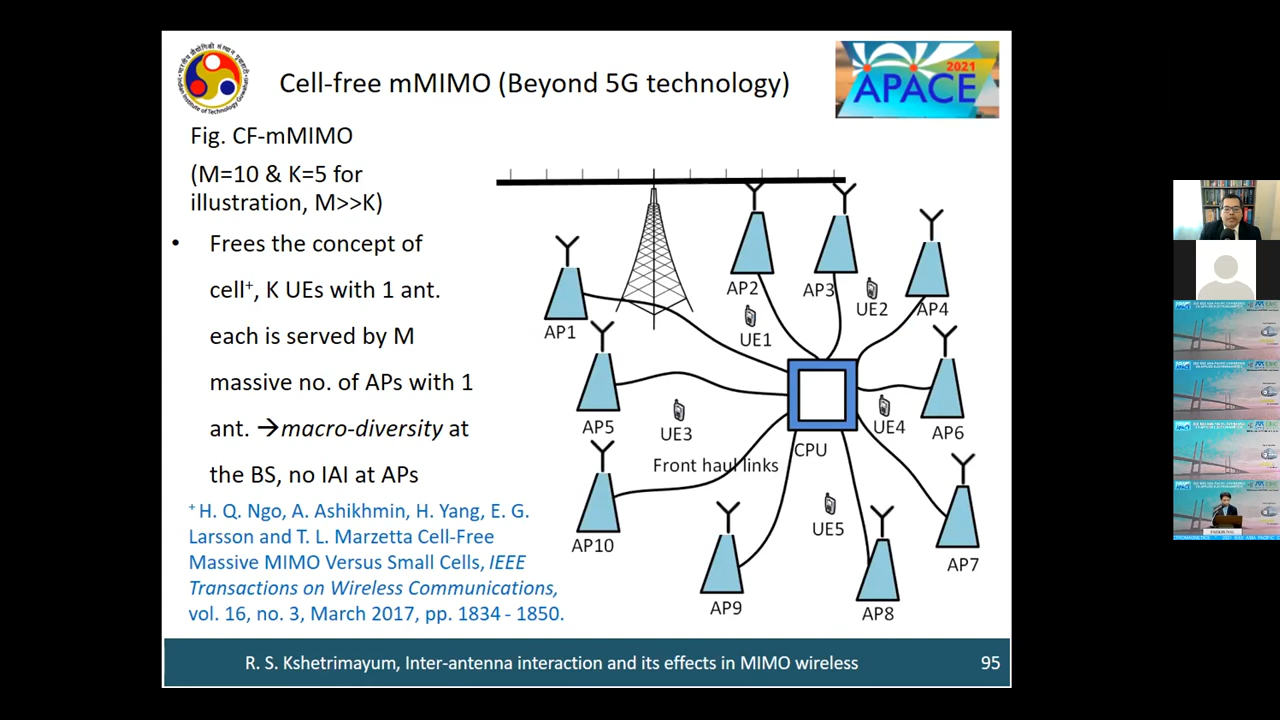 Cell-free mMIMO (Beyond 5G technology)
2021
APACE
Fig. CF-mMIMO
(M=10 & K=5 for
illustration, M>>K)
• Frees the concept of
cell+, K UEs with 1 ant.
each is served by M
massive no. of APs with 1
ant. →macro-diversity at
the BS, no IAI at APs
+ H. Q. Ngo, A. Ashikhmin, H. Yang, E. G.
Larsson and T. L. Marzetta Cell-Free
Massive MIMO Versus Small Cells, IEEE
Transactions on Wireless Communications,
vol. 16, no. 3, March 2017, pp. 1834 - 1850.
AP1
AP2
AP3
AP4
UE1
UE2
AP5
UE3
UE4
AP6
CPU
Front haul links
AP10
UE5
AP7
AP9
AP8
R. S. Kshetrimayum, Inter-antenna interaction and its effects in MIMO wireless
95